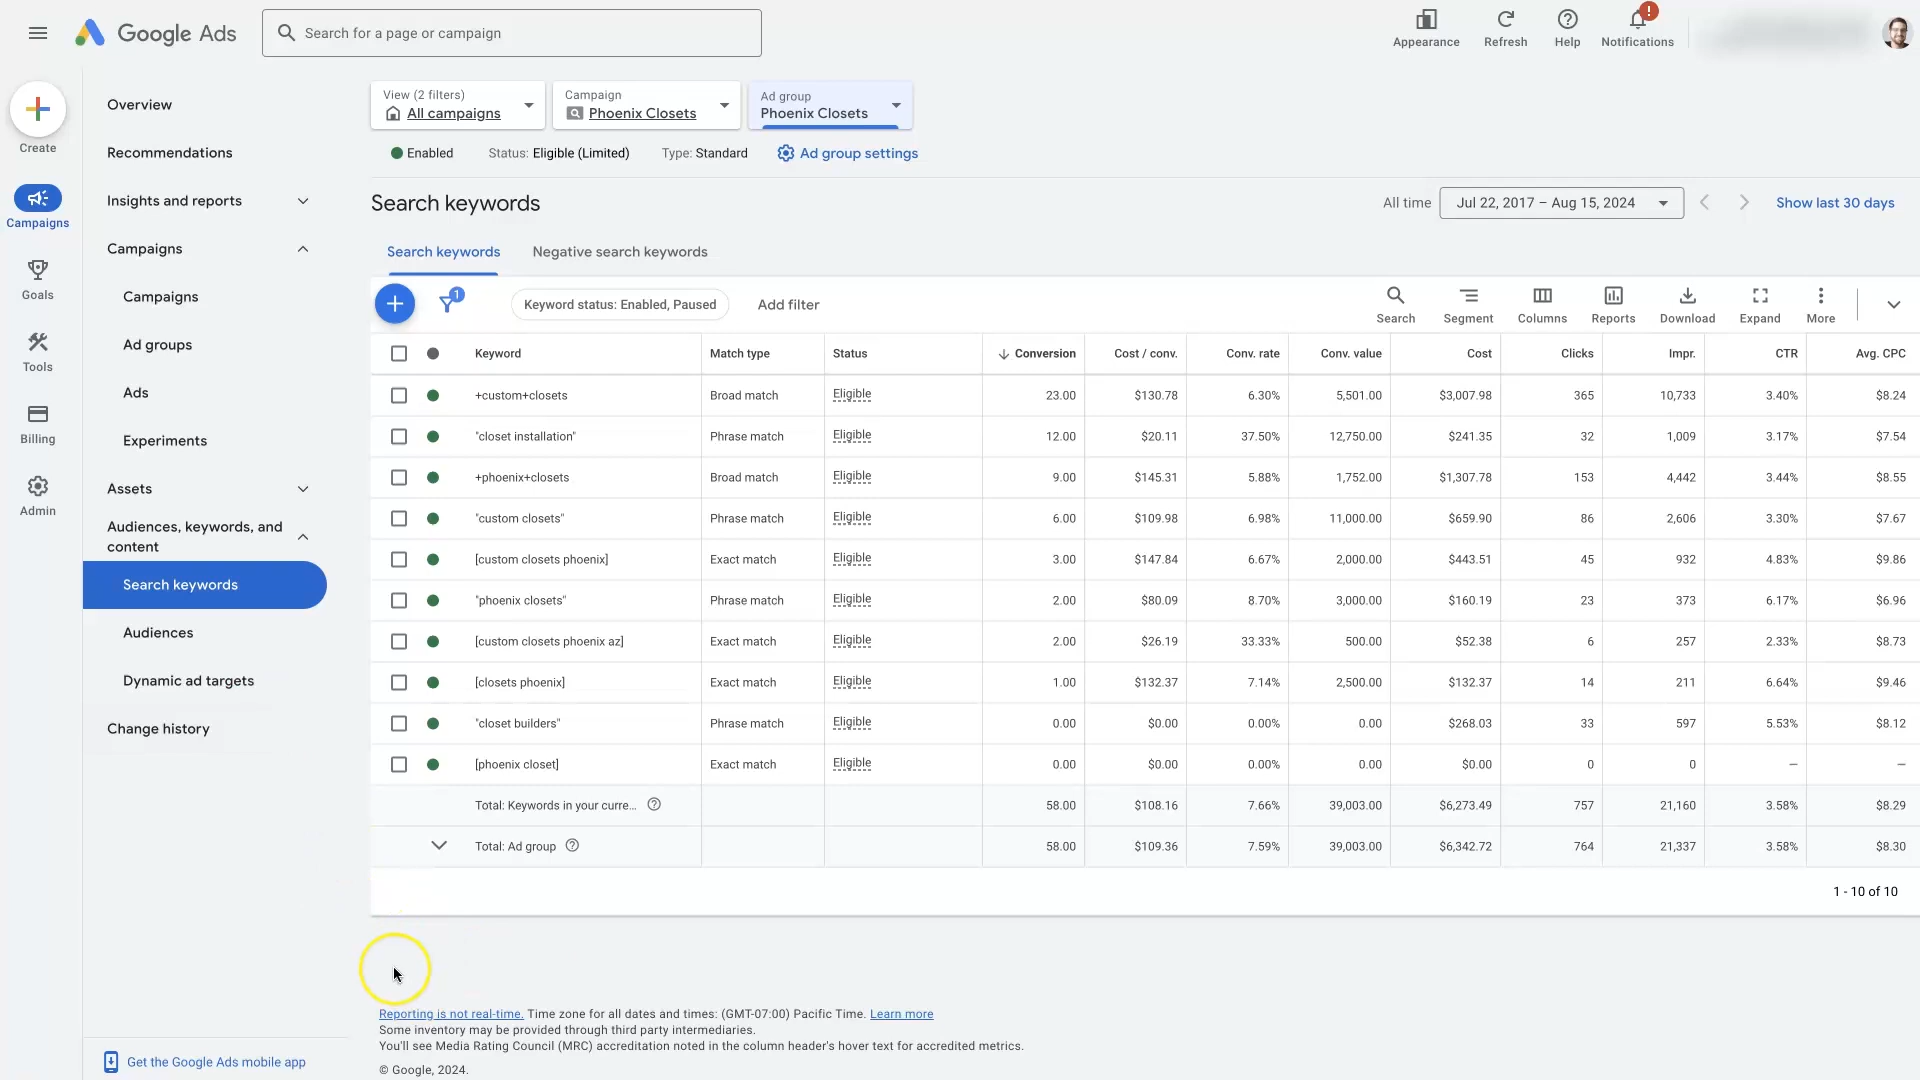 Google Ads
Search for a page or campaign
Appearance
Refresh
Help
!
Notifications
Create
Campaigns
Goals
Tools
Billing
Admin
Overview
Recommendations
Insights and reports
Campaigns
Campaigns
Ad groups
Ads
Experiments
Assets
Audiences, keywords, and
content
Search keywords
Audiences
Dynamic ad targets
Change history
Get the Google Ads mobile app
View (2 filters)
All campaigns
Campaign
Phoenix Closets
Ad group
Phoenix Closets
Enabled Status: Eligible (Limited) Type: Standard Ad group settings
Search keywords
All time Jul 22, 2017 – Aug 15, 2024 Show last 30 days
Search keywords Negative search keywords
1 Keyword status: Enabled, Paused Add filter
Search Segment Columns Reports Download Expand More
Keyword Match type Status Conversion Cost / conv. Conv. rate Conv. value Cost Clicks Impr. CTR Avg. CPC
+custom+closets Broad match Eligible 23.00 $130.78 6.30% 5,501.00 $3,007.98 365 10,733 3.40% $8.24
"closet installation" Phrase match Eligible 12.00 $20.11 37.50% 12,750.00 $241.35 32 1,009 3.17% $7.54
+phoenix+closets Broad match Eligible 9.00 $145.31 5.88% 1,752.00 $1,307.78 153 4,442 3.44% $8.55
"custom closets" Phrase match Eligible 6.00 $109.98 6.98% 11,000.00 $659.90 86 2,606 3.30% $7.67
[custom closets phoenix] Exact match Eligible 3.00 $147.84 6.67% 2,000.00 $443.51 45 932 4.83% $9.86
"phoenix closets" Phrase match Eligible 2.00 $80.09 8.70% 3,000.00 $160.19 23 373 6.17% $6.96
[custom closets phoenix az] Exact match Eligible 2.00 $26.19 33.33% 500.00 $52.38 6 257 2.33% $8.73
[closets phoenix] Exact match Eligible 1.00 $132.37 7.14% 2,500.00 $132.37 14 211 6.64% $9.46
"closet builders" Phrase match Eligible 0.00 $0.00 0.00% 0.00 $268.03 33 597 5.53% $8.12
[phoenix closet] Exact match Eligible 0.00 $0.00 0.00% 0.00 $0.00 0 0 – –
Total: Keywords in your curre... 58.00 $108.16 7.66% 39,003.00 $6,273.49 757 21,160 3.58% $8.29
Total: Ad group 58.00 $109.36 7.59% 39,003.00 $6,342.72 764 21,337 3.58% $8.30
1 - 10 of 10
Reporting is not real-time. Time zone for all dates and times: (GMT-07:00) Pacific Time. Learn more
Some inventory may be provided through third party intermediaries.
You'll see Media Rating Council (MRC) accreditation noted in the column header's hover text for accredited metrics.
© Google, 2024.